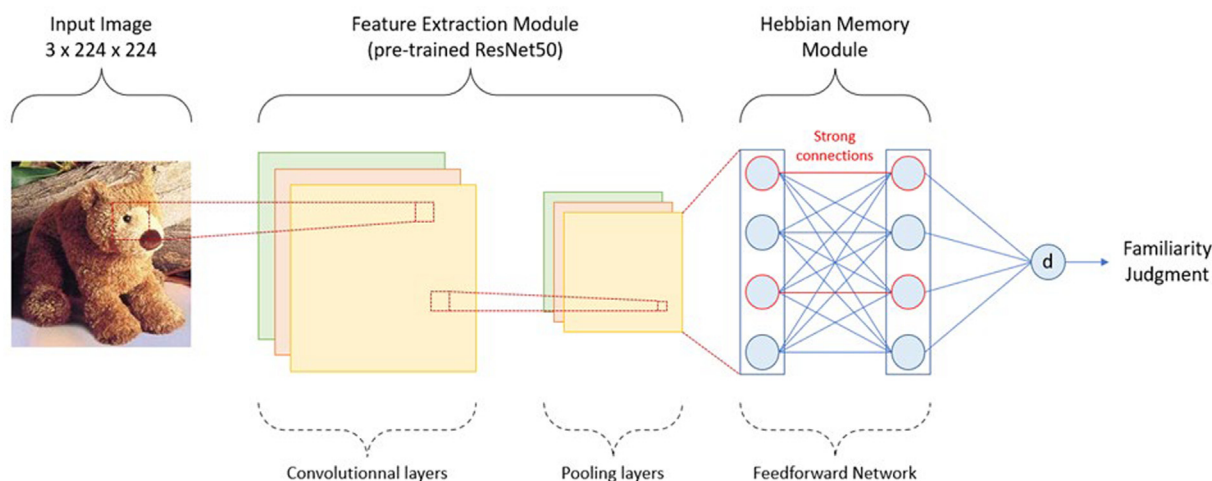 Input Image
3 x 224 x 224
Feature Extraction Module
(pre-trained ResNet50)
Hebbian Memory
Module
Strong
connections
d
Familiarity
Judgment
Convolutionnal layers
Pooling layers
Feedforward Network